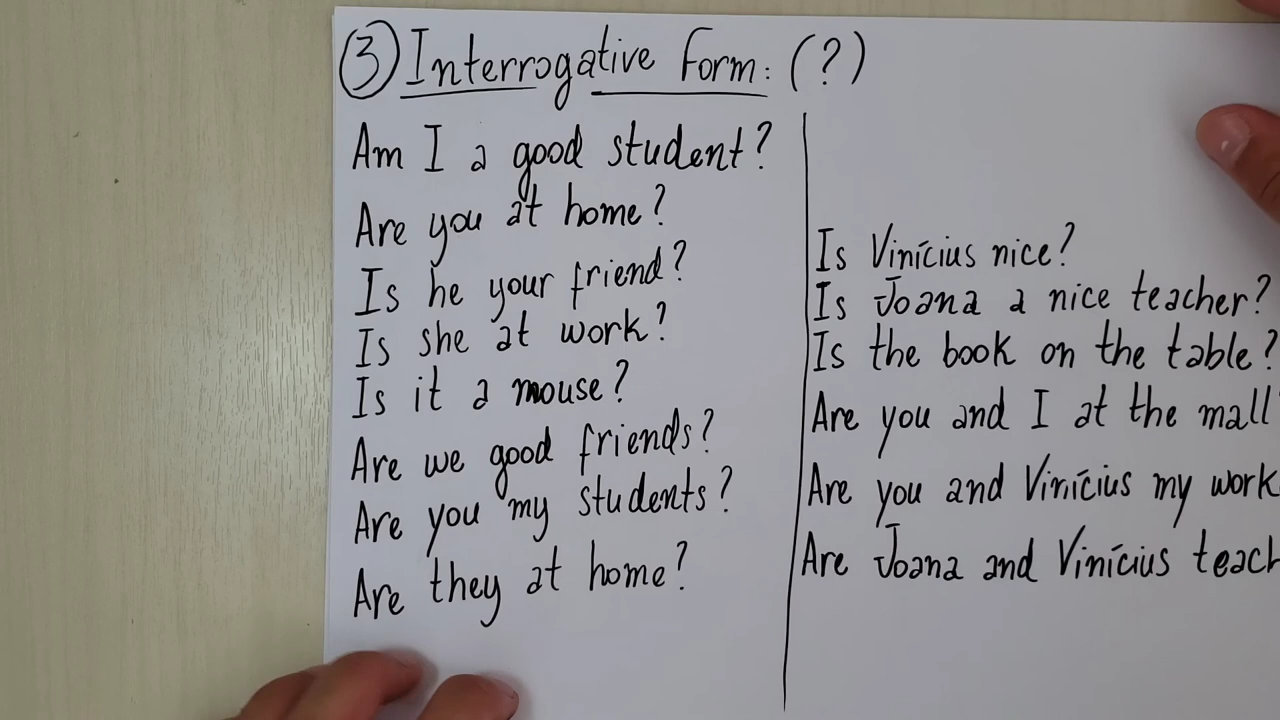 ③ Interrogative Form: (?)
Am I a good student?
Are you at home?
Is he your friend?
Is she at work?
Is it a mouse?
Are we good friends?
Are you my students?
Are they at home?
Is Vinícius nice?
Is Joana a nice teacher?
Is the book on the table?
Are you and I at the mall
Are you and Vinícius my work
Are Joana and Vinícius teach